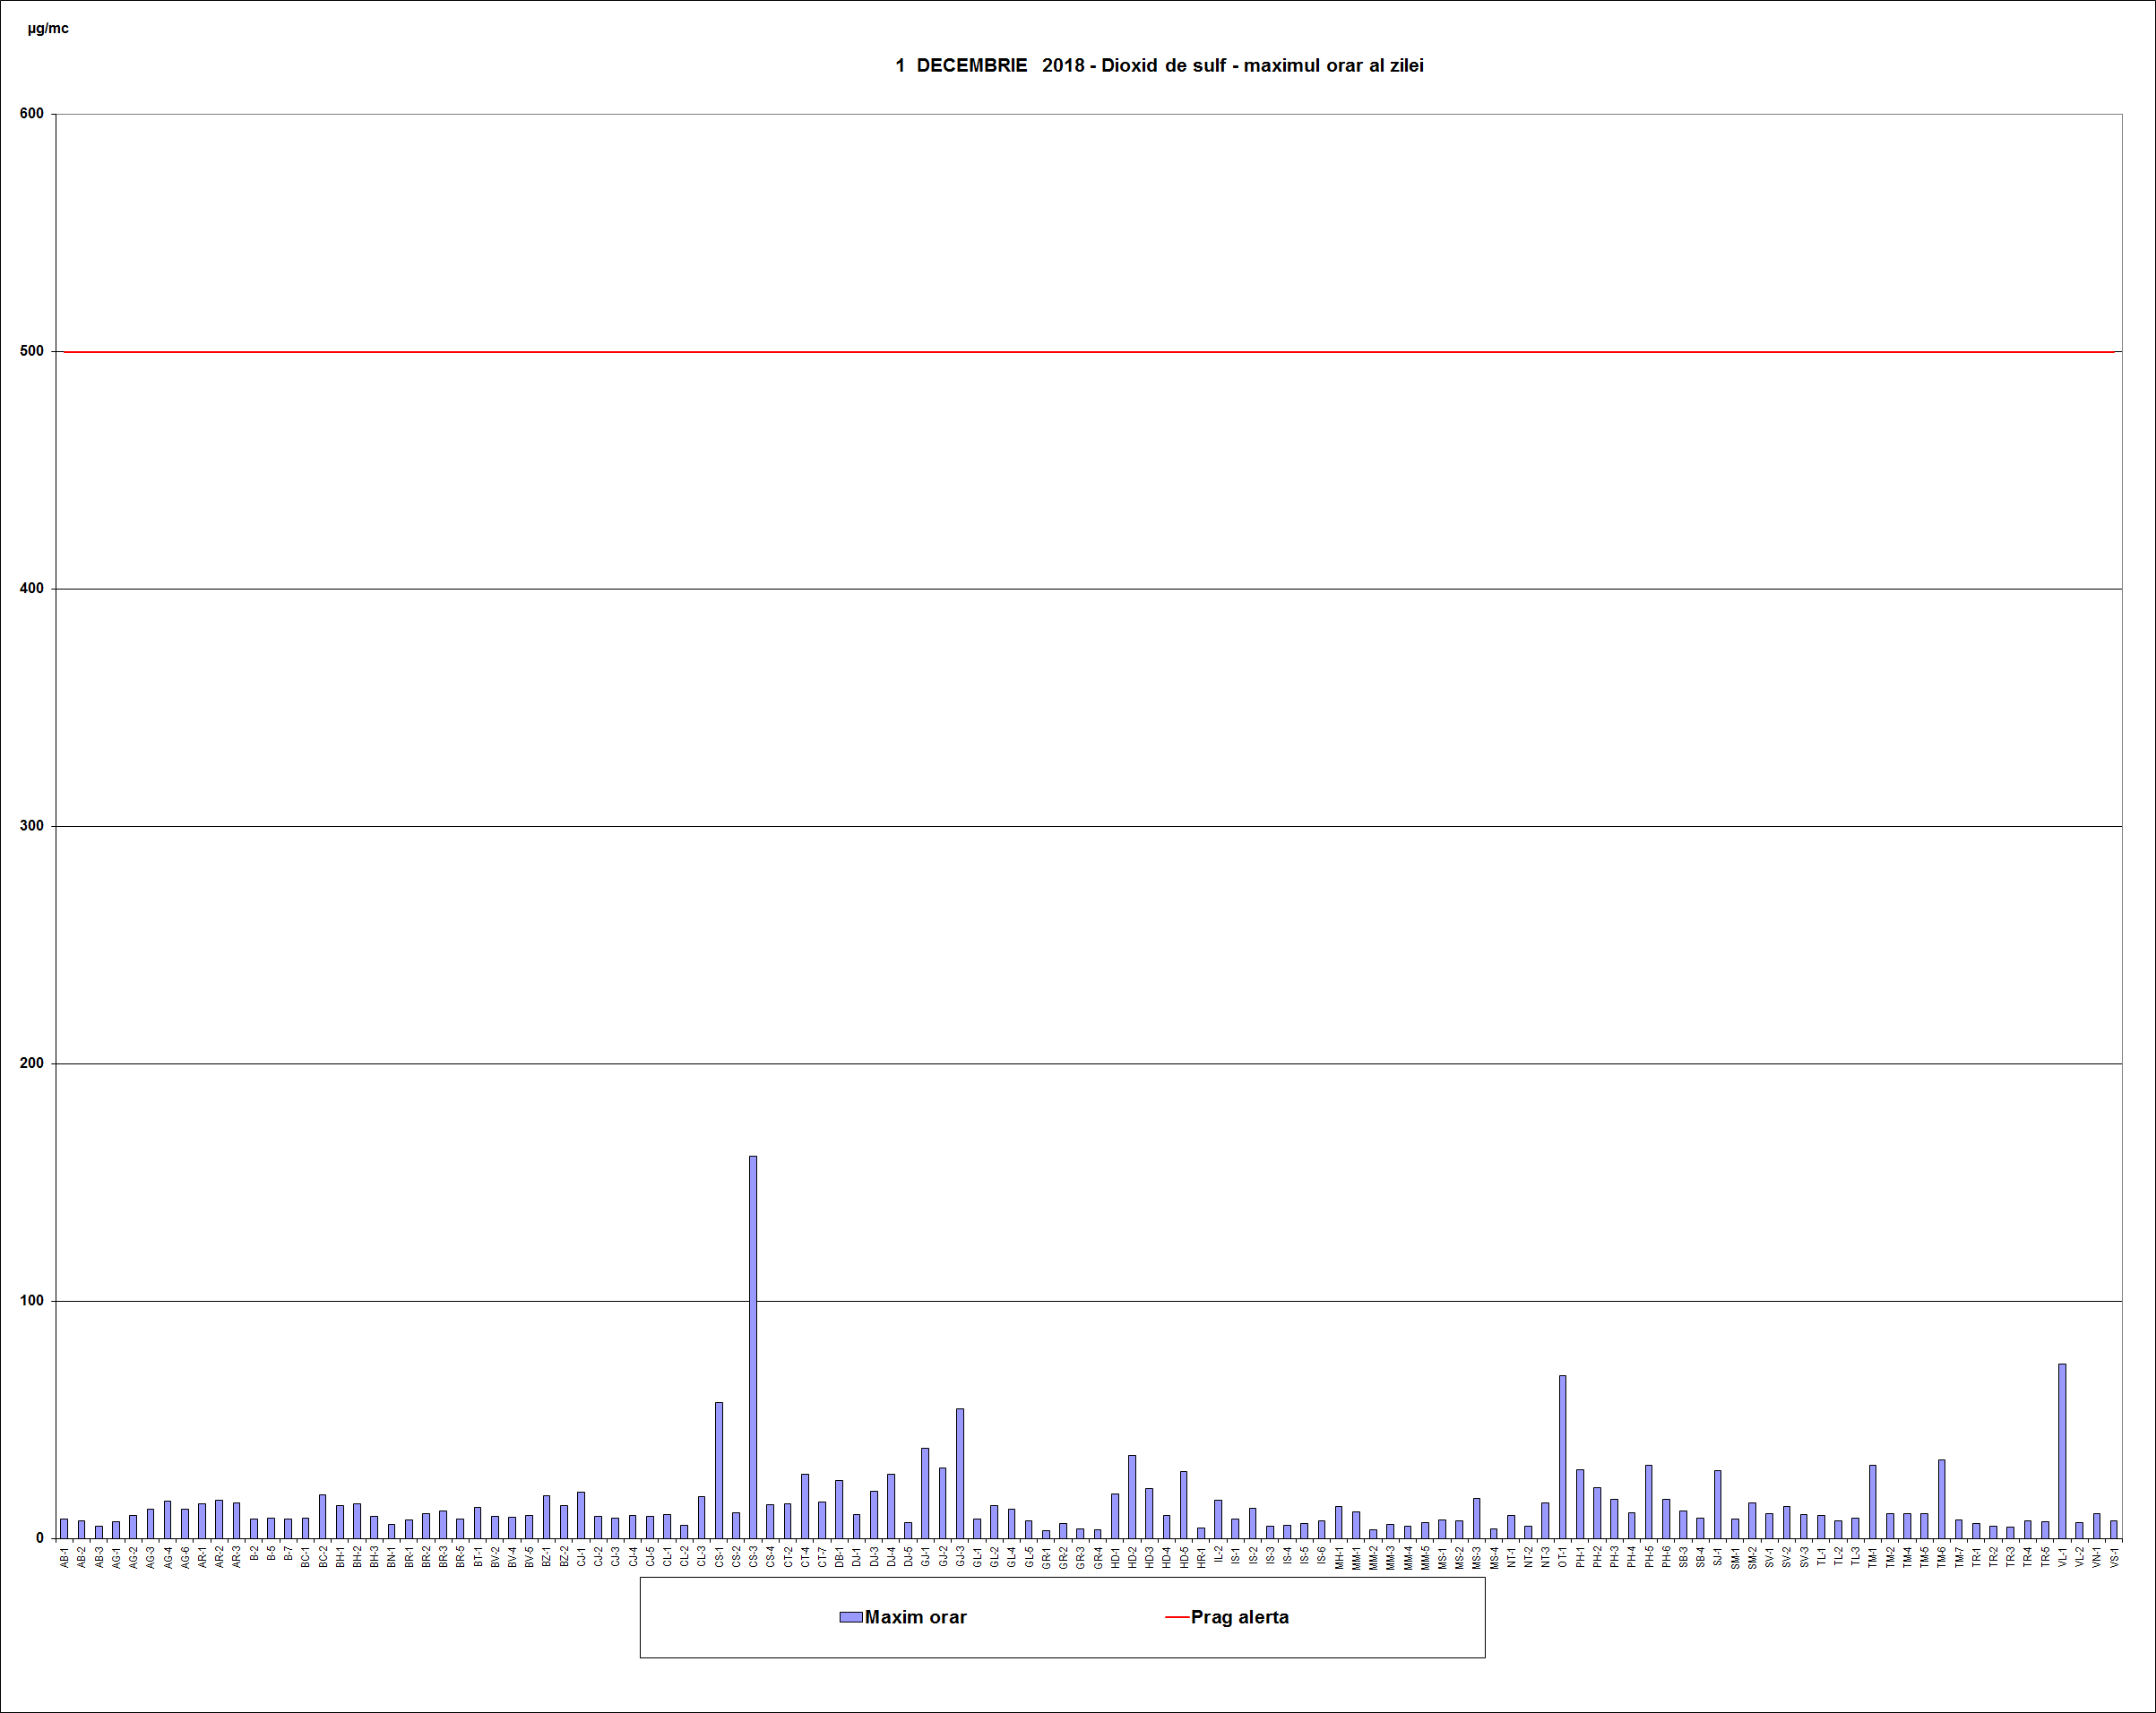 µg/mc
1 DECEMBRIE 2018 - Dioxid de sulf - maximul orar al zilei
600
500
400
300
200
100
0
AB-1 AB-2 AB-3 AG-1 AG-2 AG-3 AG-4 AG-6 AR-1 AR-2 AR-3 B-2 B-5 B-7 BC-1 BC-2 BH-1 BH-2 BH-3 BN-1 BR-1 BR-2 BR-3 BR-5 BT-1 BV-2 BV-4 BV-5 BZ-1 BZ-2 CJ-1 CJ-2 CJ-3 CJ-4 CJ-5 CL-1 CL-2 CL-3 CS-1 CS-2 CS-3 CS-4 CT-2 CT-4 CT-7 DB-1 DJ-1 DJ-3 DJ-4 DJ-5 GJ-1 GJ-2 GJ-3 GL-1 GL-2 GL-4 GL-5 GR-1 GR-2 GR-3 GR-4 HD-1 HD-2 HD-3 HD-4 HD-5 HR-1 IL-2 IS-1 IS-2 IS-3 IS-4 IS-5 IS-6 MH-1 MM-1 MM-2 MM-3 MM-4 MM-5 MS-1 MS-2 MS-3 MS-4 NT-1 NT-2 NT-3 OT-1 PH-1 PH-2 PH-3 PH-4 PH-5 PH-6 SB-3 SB-4 SJ-1 SM-1 SM-2 SV-1 SV-2 SV-3 TL-1 TL-2 TL-3 TM-1 TM-2 TM-4 TM-5 TM-6 TM-7 TR-1 TR-2 TR-3 TR-4 TR-5 VL-1 VL-2 VN-1 VS-1
Maxim orar Prag alerta